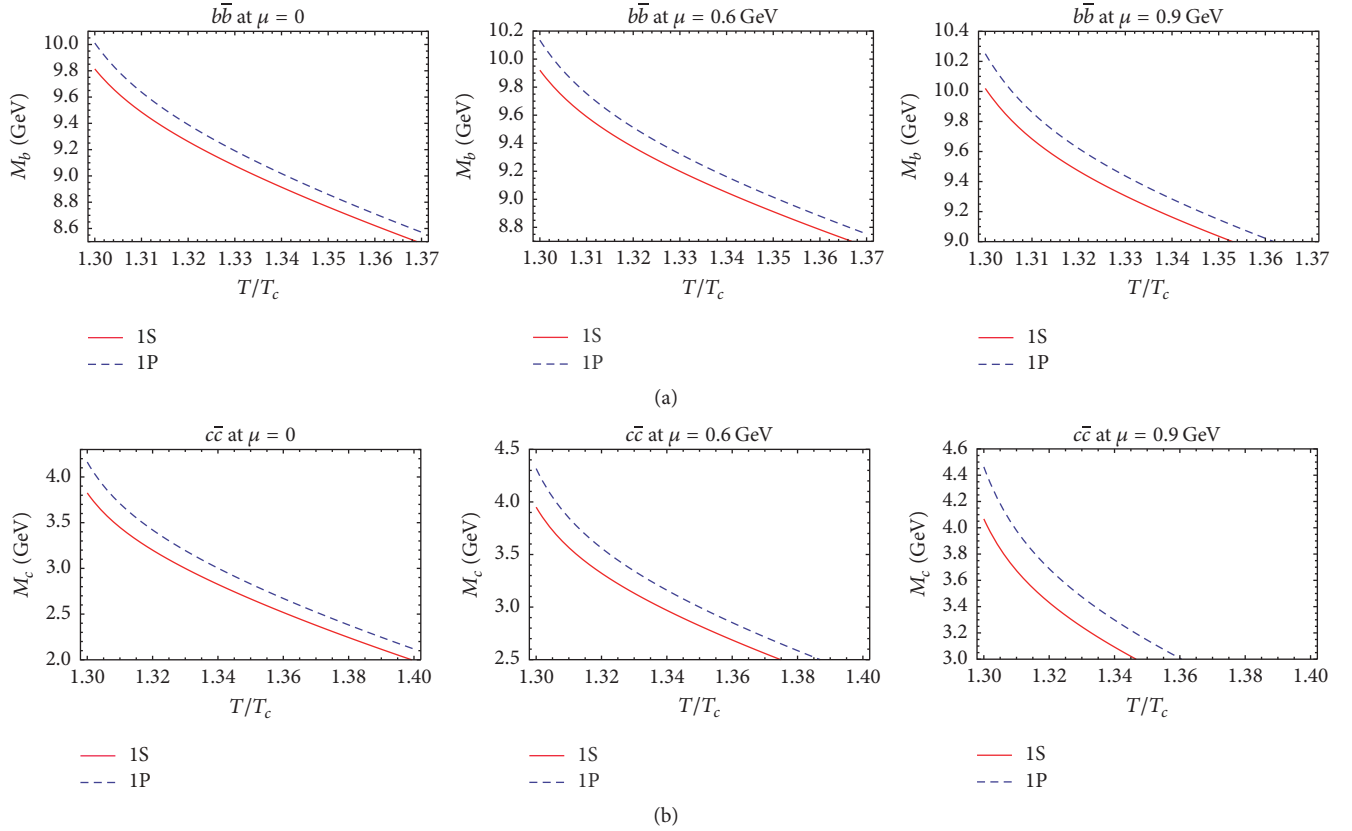 bb̅ at μ = 0
M_b (GeV)
10.0
9.8
9.6
9.4
9.2
9.0
8.8
8.6
1.30 1.31 1.32 1.33 1.34 1.35 1.36 1.37
T/T_c
1S
1P
bb̅ at μ = 0.6 GeV
M_b (GeV)
10.2
10.0
9.8
9.6
9.4
9.2
9.0
8.8
1.30 1.31 1.32 1.33 1.34 1.35 1.36 1.37
T/T_c
1S
1P
bb̅ at μ = 0.9 GeV
M_b (GeV)
10.4
10.2
10.0
9.8
9.6
9.4
9.2
9.0
1.30 1.31 1.32 1.33 1.34 1.35 1.36 1.37
T/T_c
1S
1P
(a)
cc̅ at μ = 0
M_c (GeV)
4.0
3.5
3.0
2.5
2.0
1.30 1.32 1.34 1.36 1.38 1.40
T/T_c
1S
1P
cc̅ at μ = 0.6 GeV
M_c (GeV)
4.5
4.0
3.5
3.0
2.5
1.30 1.32 1.34 1.36 1.38 1.40
T/T_c
1S
1P
cc̅ at μ = 0.9 GeV
M_c (GeV)
4.6
4.4
4.2
4.0
3.8
3.6
3.4
3.2
3.0
1.30 1.32 1.34 1.36 1.38 1.40
T/T_c
1S
1P
(b)